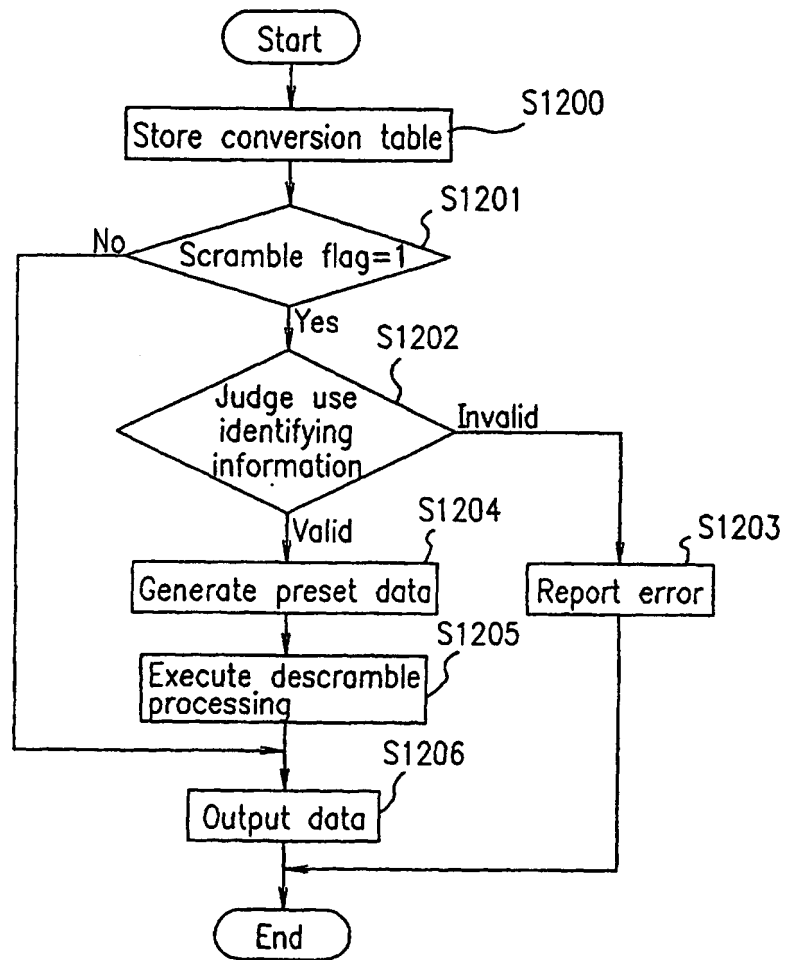 Start
S1200
Store conversion table
S1201
No
Scramble flag=1
Yes
S1202
Judge use
identifying
information
Invalid
Valid
S1204
S1203
Generate preset data
Report error
S1205
Execute descramble
processing
S1206
Output data
End